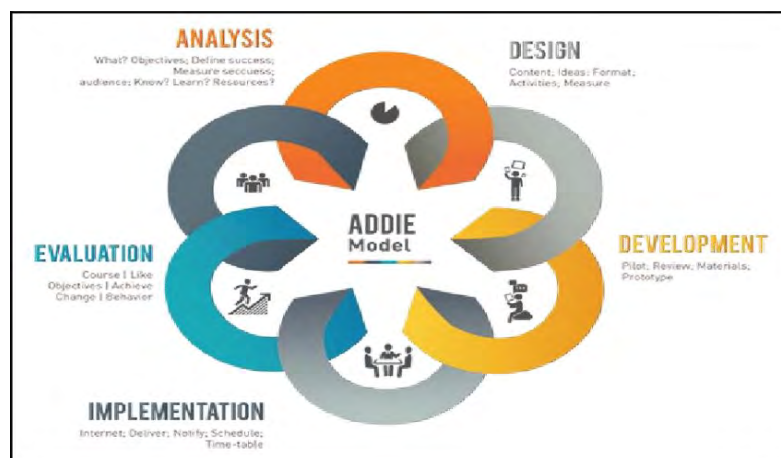 ANALYSIS
What? Objectives; Define success;
Measure seccuess;
audience; Know? Learn? Resources?
DESIGN
Content; Ideas; Format;
Activities; Measure
ADDIE
Model
EVALUATION
Course | Like
Objectives | Achieve
Change | Behavior
DEVELOPMENT
Pilot; Review; Materials;
Prototype
IMPLEMENTATION
Internet; Deliver; Notify; Schedule;
Time-table